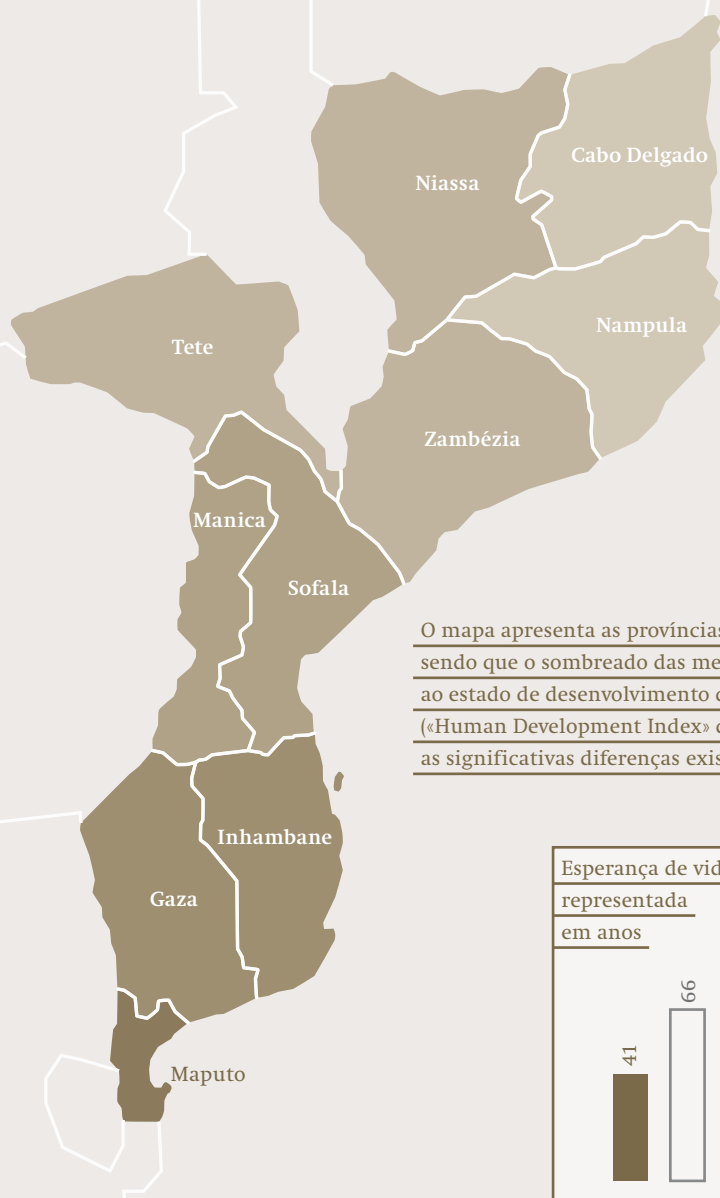 Cabo Delgado
Niassa
Nampula
Tete
Zambézia
Manica
Sofala
O mapa apresenta as províncias
sendo que o sombreado das me
ao estado de desenvolvimento
(«Human Development Index»
as significativas diferenças exis
Inhambane
Gaza
Maputo
Esperança de vid
representada
em anos
41
66